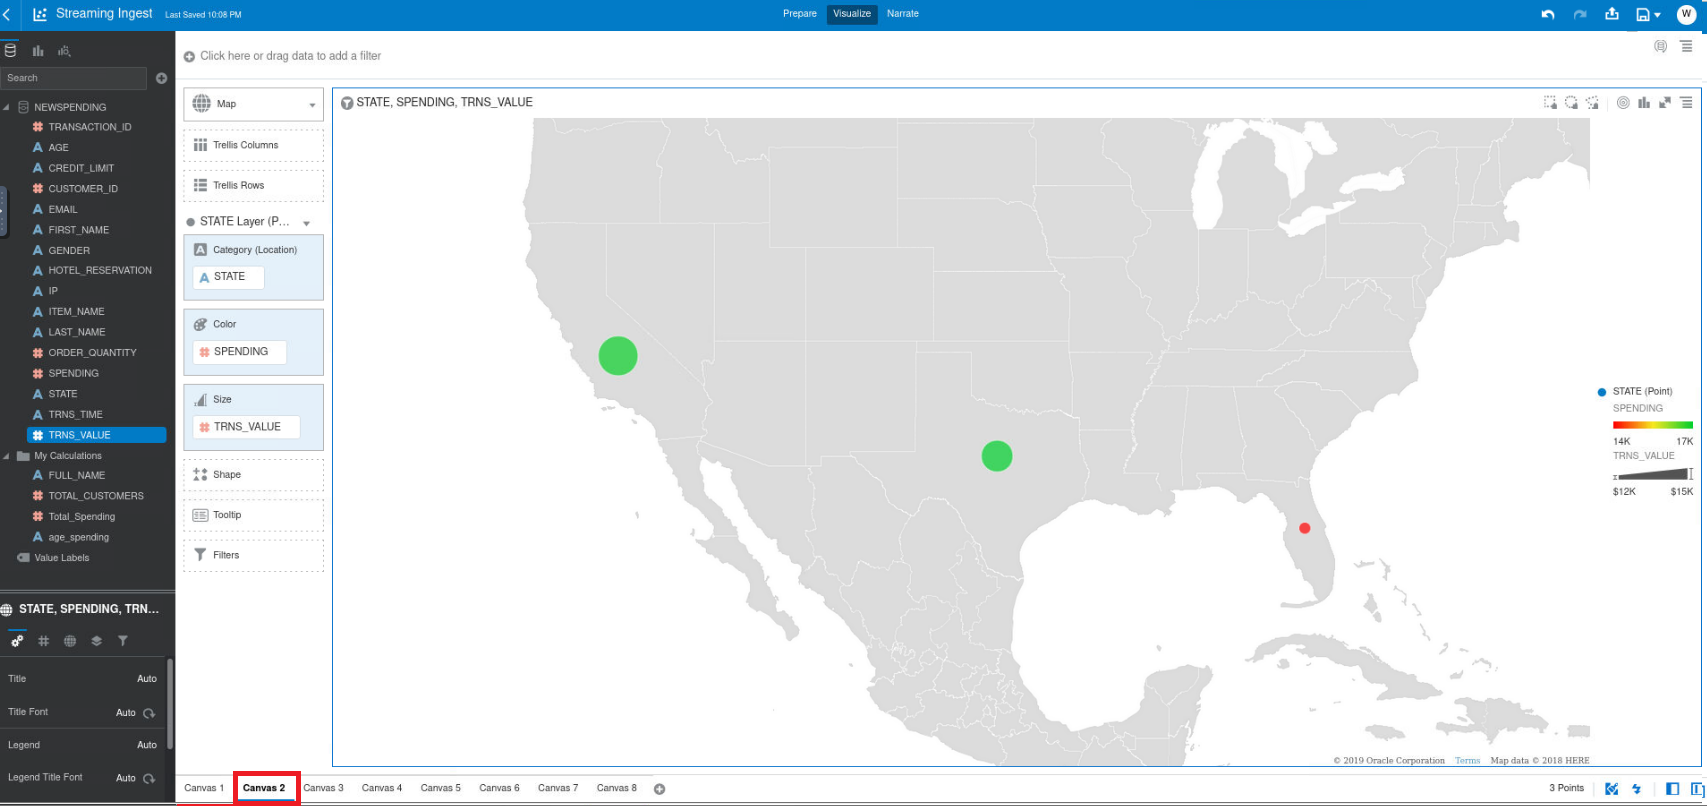 Streaming Ingest Last Saved 10:08 PM
Prepare Visualize Narrate
W
Search
NEWSPENDING
TRANSACTION_ID
AGE
CREDIT_LIMIT
CUSTOMER_ID
EMAIL
FIRST_NAME
GENDER
HOTEL_RESERVATION
IP
ITEM_NAME
LAST_NAME
ORDER_QUANTITY
SPENDING
STATE
TRNS_TIME
TRNS_VALUE
My Calculations
FULL_NAME
TOTAL_CUSTOMERS
Total_Spending
age_spending
Value Labels
STATE, SPENDING, TRN...
Title Auto
Title Font Auto
Legend Auto
Legend Title Font Auto
Click here or drag data to add a filter
Map
Trellis Columns
Trellis Rows
STATE Layer (P...
Category (Location)
STATE
Color
SPENDING
Size
TRNS_VALUE
Shape
Tooltip
Filters
STATE, SPENDING, TRNS_VALUE
STATE (Point)
SPENDING
14K 17K
TRNS_VALUE
$12K $15K
© 2019 Oracle Corporation Terms Map data © 2018 HERE
Canvas 1 Canvas 2 Canvas 3 Canvas 4 Canvas 5 Canvas 6 Canvas 7 Canvas 8
3 Points